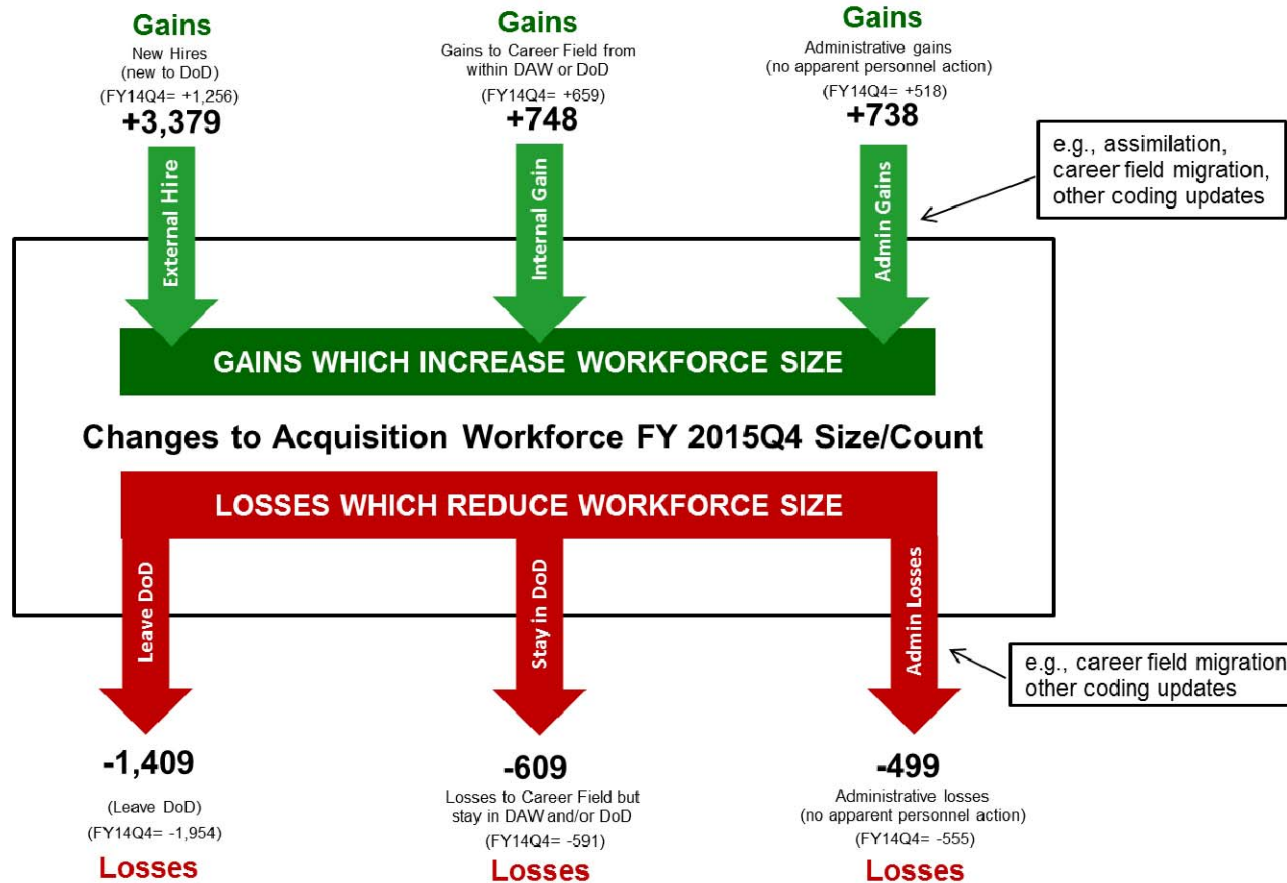 Gains
New Hires
(new to DoD)
(FY14Q4= +1,256)
+3,379
External Hire
Gains
Gains to Career Field from
within DAW or DoD
(FY14Q4= +659)
+748
Internal Gain
Gains
Administrative gains
(no apparent personnel action)
(FY14Q4= +518)
+738
Admin Gains
e.g., assimilation,
career field migration,
other coding updates
GAINS WHICH INCREASE WORKFORCE SIZE
Changes to Acquisition Workforce FY 2015Q4 Size/Count
LOSSES WHICH REDUCE WORKFORCE SIZE
Leave DoD
-1,409
(Leave DoD)
(FY14Q4= -1,954)
Losses
Stay in DoD
-609
Losses to Career Field but
stay in DAW and/or DoD
(FY14Q4= -591)
Losses
Admin Losses
-499
Administrative losses
(no apparent personnel action)
(FY14Q4= -555)
Losses
e.g., career field migration
other coding updates